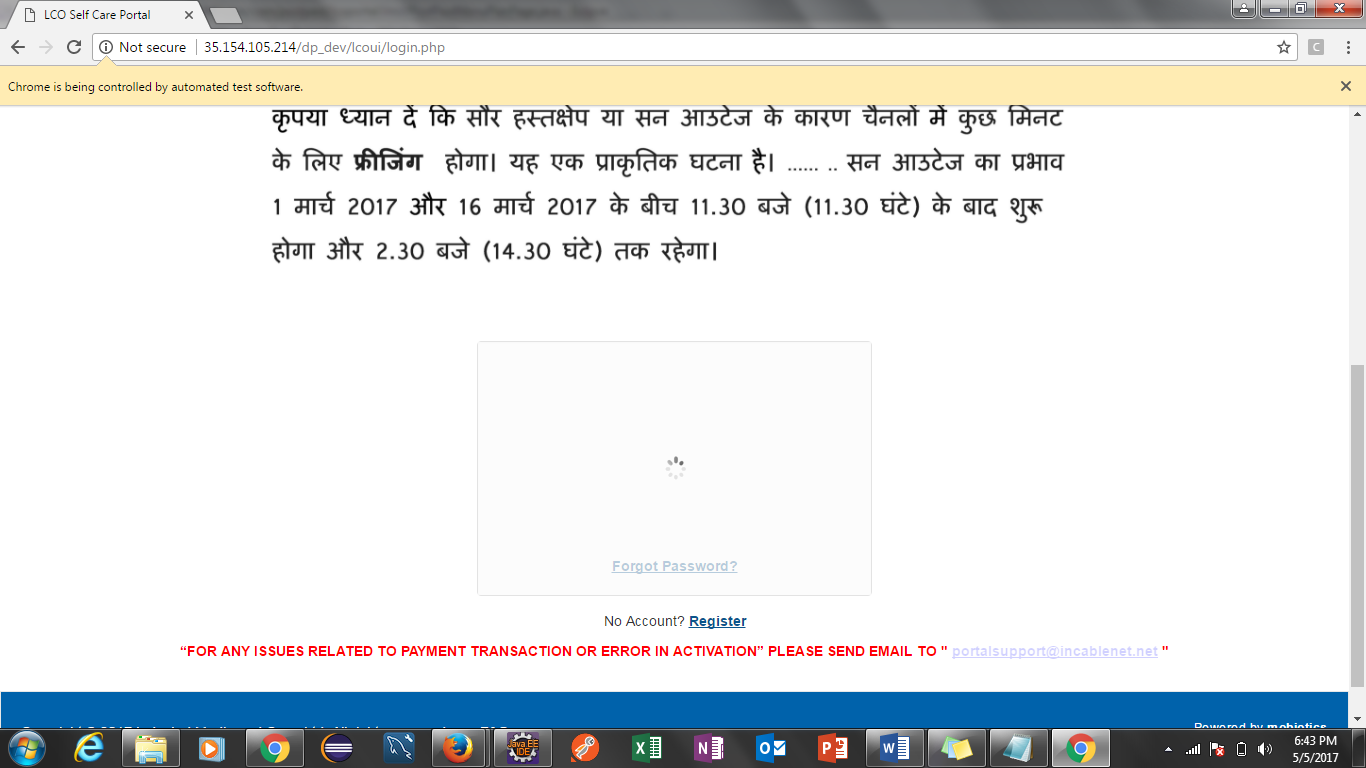 LCO Self Care Portal
Not secure
35.154.105.214/dp_dev/lcoui/login.php
C
Chrome is being controlled by automated test software.
कृपया ध्यान दें कि सौर हस्तक्षेप या सन आउटेज के कारण चैनलों में कुछ मिनट
के लिए फ्रीजिंग होगा। यह एक प्राकृतिक घटना है। ...... .. सन आउटेज का प्रभाव
1 मार्च 2017 और 16 मार्च 2017 के बीच 11.30 बजे (11.30 घंटे) के बाद शुरू
होगा और 2.30 बजे (14.30 घंटे) तक रहेगा।
Forgot Password?
No Account? Register
“FOR ANY ISSUES RELATED TO PAYMENT TRANSACTION OR ERROR IN ACTIVATION” PLEASE SEND EMAIL TO " portalsupport@incablenet.net "
Powered by mobiotics
Java EE
IDE
6:43 PM
5/5/2017